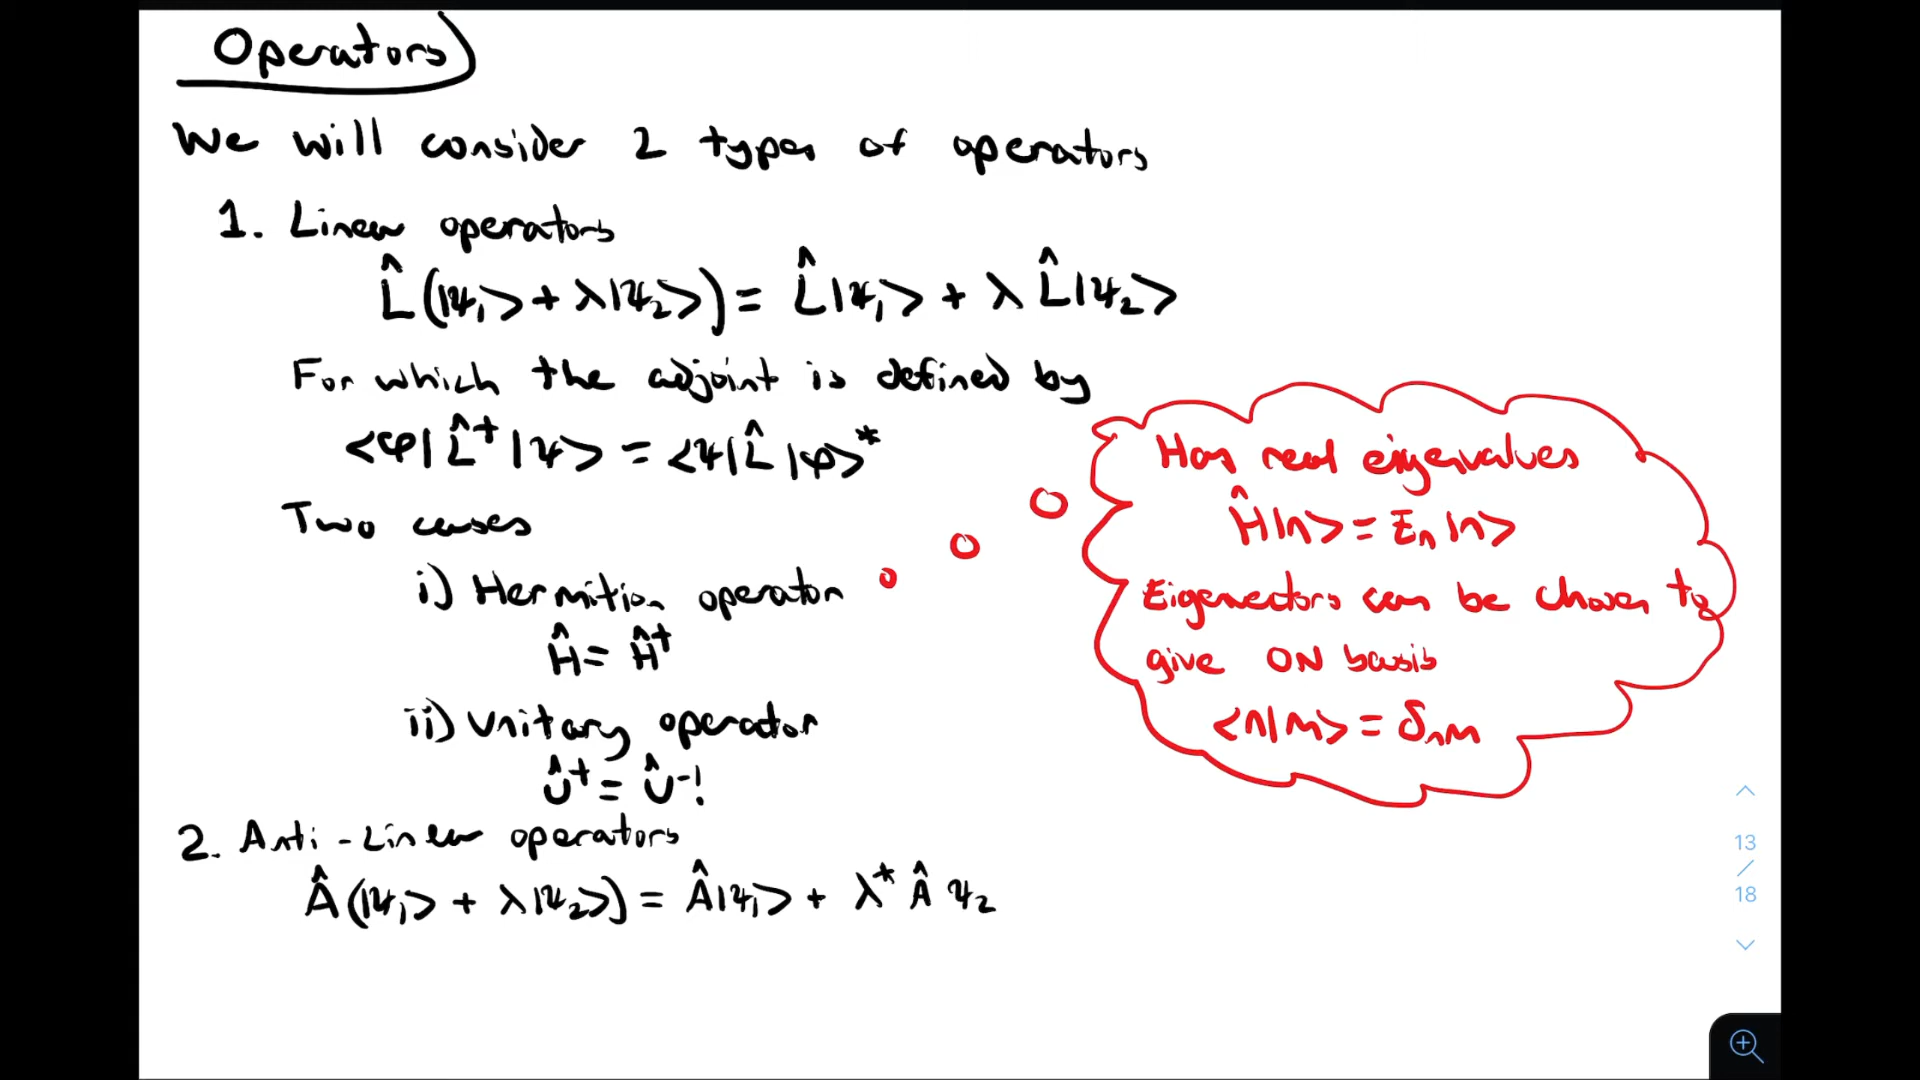 Operators
We will consider 2 types of operators
1. Linear operators
L̂(|ψ₁> + λ|ψ₂>) = L̂|ψ₁> + λ L̂|ψ₂>
For which the adjoint is defined by
<φ|L̂†|ψ> = <ψ|L̂|φ>*
Two cases
i) Hermition operator
Ĥ = Ĥ†
ii) Unitary operator
Û† = Û⁻¹
2. Anti-Linear operators
Â(|ψ₁> + λ|ψ₂>) = Â|ψ₁> + λ* Â ψ₂
Has real eigenvalues
Ĥ|n> = Eₙ|n>
Eigenvectors can be chosen to
give ON basis
<n|m> = δₙₘ
13
/
18